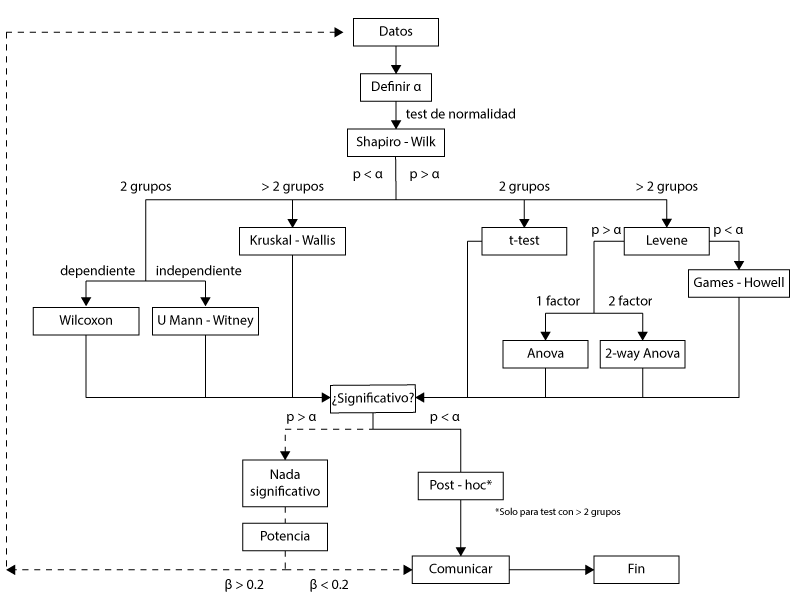 Datos
Definir α
test de normalidad
Shapiro - Wilk
p < α
p > α
2 grupos
> 2 grupos
2 grupos
> 2 grupos
Kruskal - Wallis
t-test
p > α
Levene
p < α
dependiente
independiente
Games - Howell
Wilcoxon
U Mann - Witney
1 factor
2 factor
Anova
2-way Anova
¿Significativo?
p > α
p < α
Nada
significativo
Post - hoc*
*Solo para test con > 2 grupos
Potencia
Comunicar
Fin
β > 0.2
β < 0.2